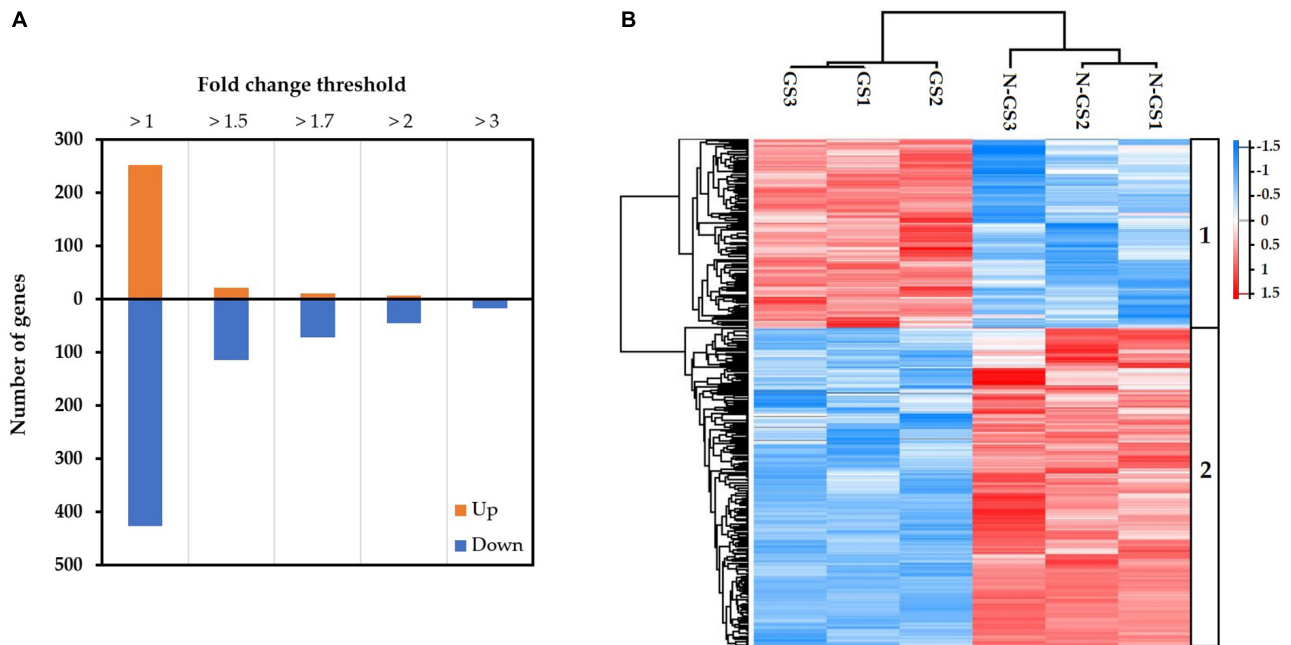 A
Fold change threshold
> 1 > 1.5 > 1.7 > 2 > 3
Number of genes
300
200
100
0
100
200
300
400
500
Up
Down
B
GS3 GS1 GS2 N-GS3 N-GS2 N-GS1
1
2
-1.5
-1
-0.5
0
0.5
1
1.5